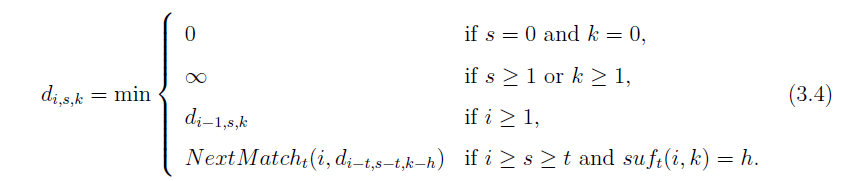 0 if s = 0 and k = 0,
∞ if s ≥ 1 or k ≥ 1,
d_{i,s,k} = min { d_{i−1,s,k} if i ≥ 1, (3.4)
NextMatch_t(i, d_{i−t,s−t,k−h}) if i ≥ s ≥ t and suf_t(i, k) = h.